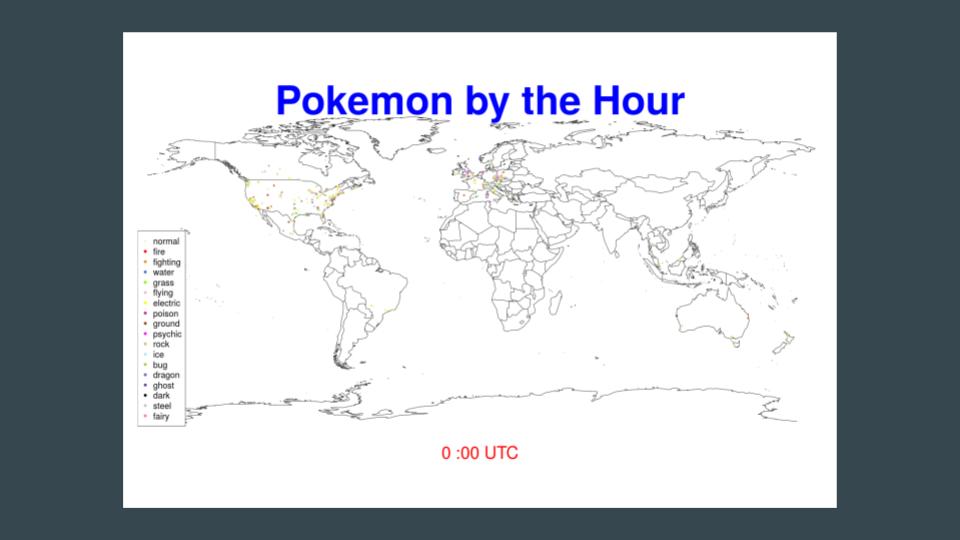 Pokemon by the Hour
normal
fire
fighting
water
grass
flying
electric
poison
ground
psychic
rock
ice
bug
dragon
ghost
dark
steel
fairy
0 :00 UTC